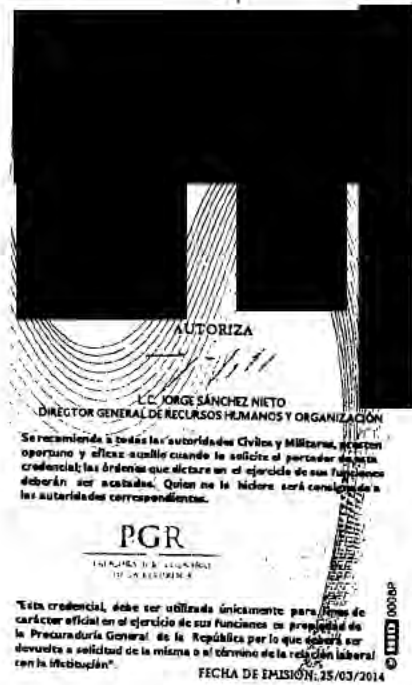 AUTORIZA
L.C. JORGE SÁNCHEZ NIETO
DIRECTOR GENERAL DE RECURSOS HUMANOS Y ORGANIZACIÓN
Se recomienda a todas las autoridades Civiles y Militares, presten
oportuno y eficaz auxilio cuando lo solicite el portador de esta
credencial; las órdenes que dictare en el ejercicio de sus funciones
deberán ser acatadas. Quien no lo hiciere será consignado a
las autoridades correspondientes.
PGR
PROCURADURÍA GENERAL
DE LA REPÚBLICA
"Esta credencial, debe ser utilizada únicamente para fines de
carácter oficial en el ejercicio de sus funciones es propiedad de
la Procuraduría General de la República por lo que deberá ser
devuelta a solicitud de la misma o al término de la relación laboral
con la institución".
FECHA DE EMISIÓN: 25/03/2014